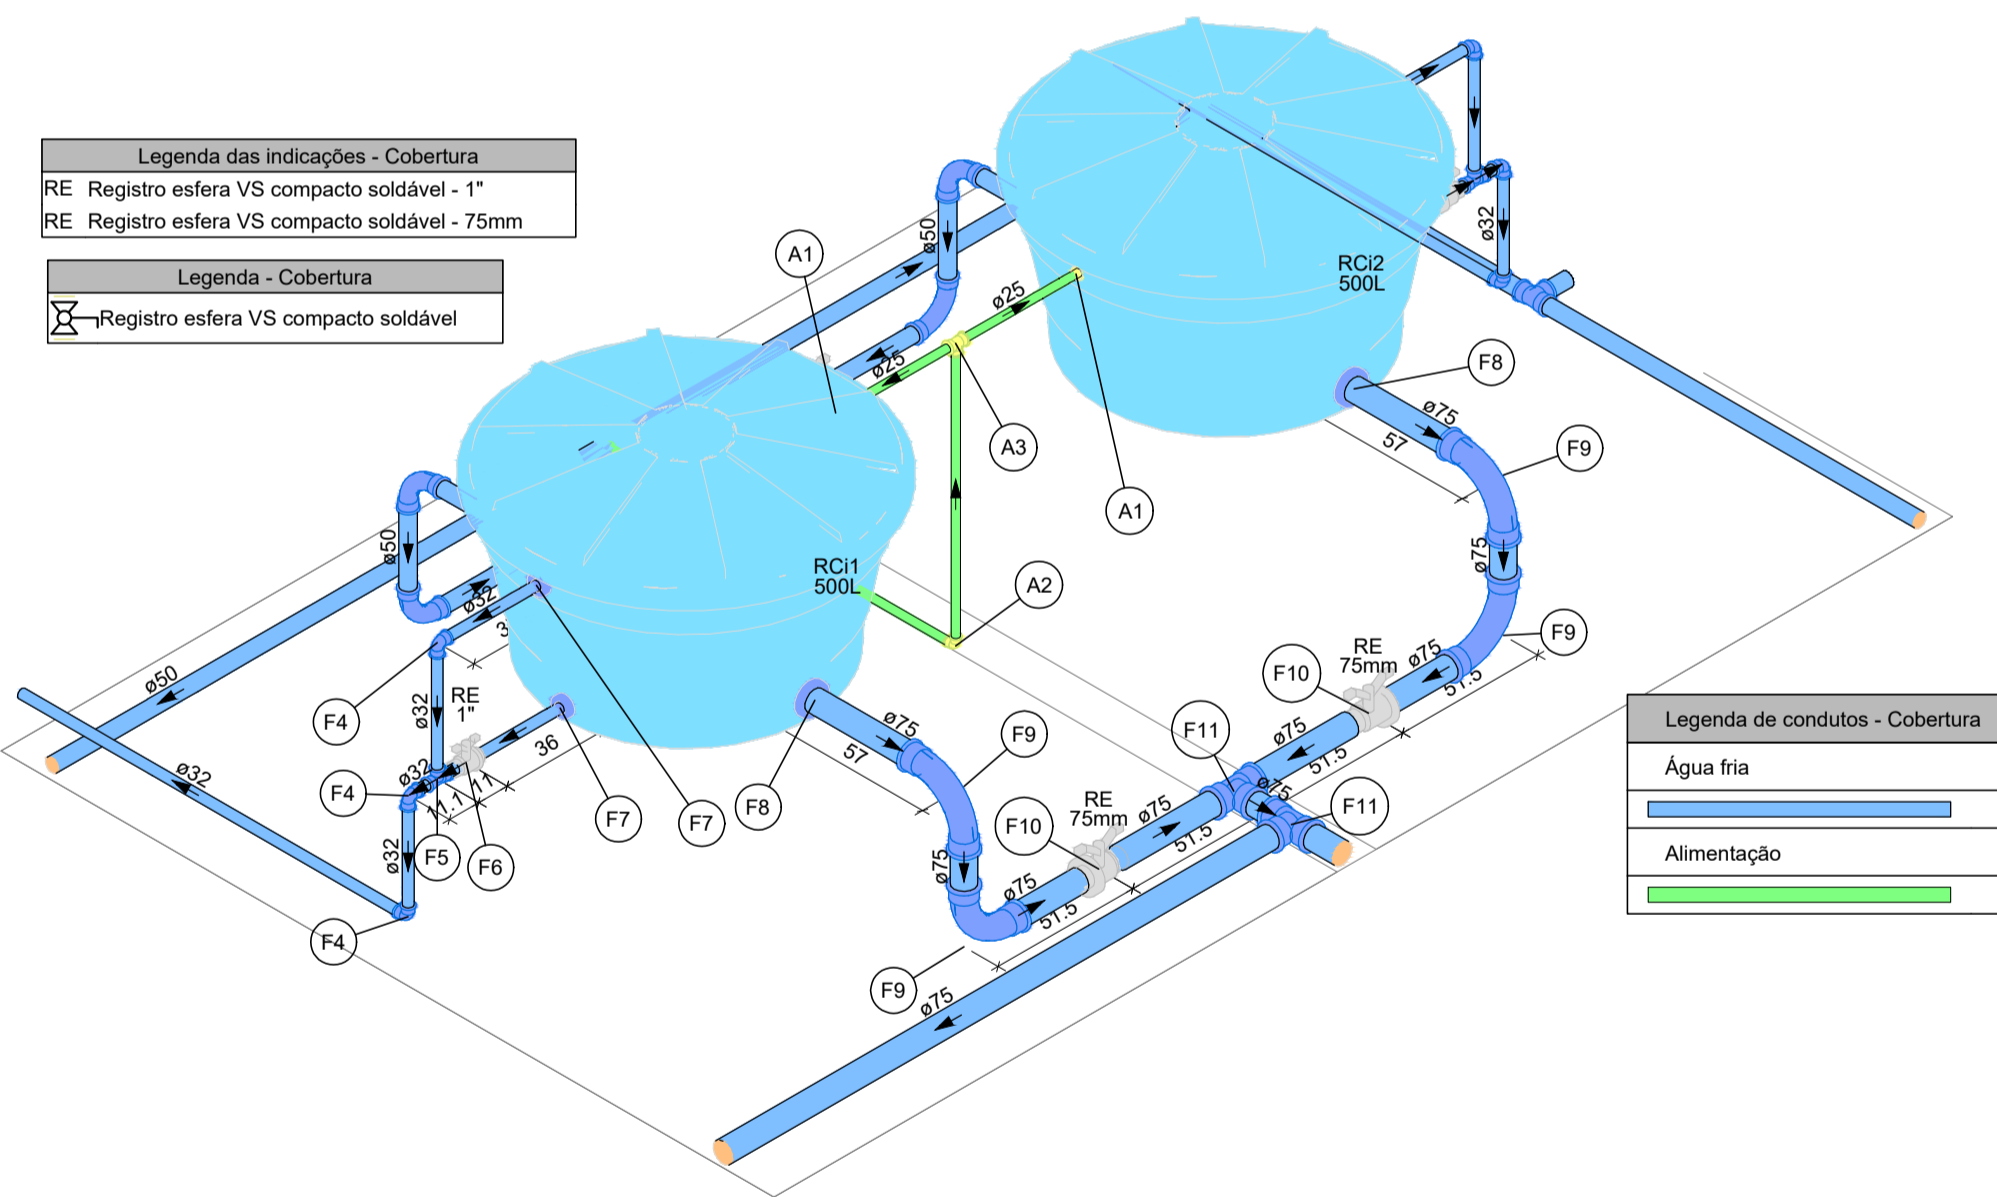 Legenda das indicações - Cobertura
RE Registro esfera VS compacto soldável - 1"
RE Registro esfera VS compacto soldável - 75mm
Legenda - Cobertura
Registro esfera VS compacto soldável
A1
ø50
ø25
ø25
A3
A1
RCi2
500L
ø32
F8
ø75
57
F9
ø75
F9
ø75
51.5
RE
75mm
F10
ø75
51.5
F11
ø75
F11
RCi1
500L
A2
ø50
ø32
3
F4
ø32
RE
1"
36
11
ø32
11.1
F4
F5
F6
F7
F7
ø32
F4
ø50
ø32
F8
ø75
57
F9
ø75
F10
RE
75mm
ø75
51.5
ø75
51.5
F9
ø75
Legenda de condutos - Cobertura
Água fria
Alimentação